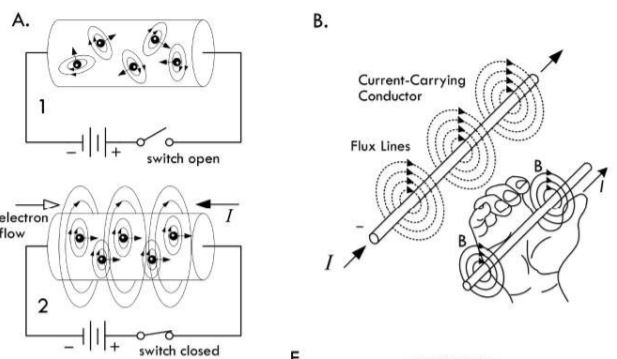 A.
1
− +
switch open
electron
flow
I
2
− +
switch closed
B.
Current-Carrying
Conductor
Flux Lines
−
I
B
I
B